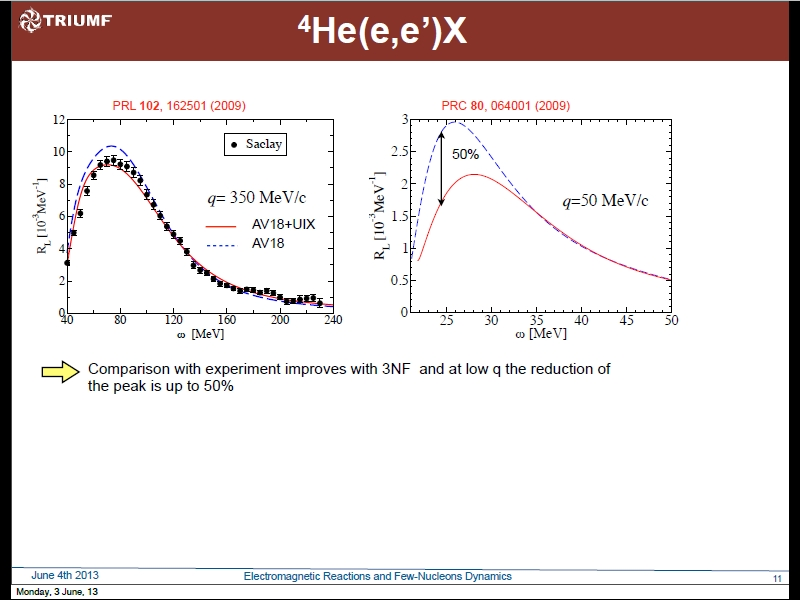 TRIUMF
⁴He(e,e’)X
PRL 102, 162501 (2009)
12
10
8
6
4
2
0
R_L [10⁻³MeV⁻¹]
Saclay
q= 350 MeV/c
AV18+UIX
AV18
40 80 120 160 200 240
ω [MeV]
PRC 80, 064001 (2009)
3
2.5
2
1.5
1
0.5
0
R_L [10⁻³MeV⁻¹]
50%
q=50 MeV/c
25 30 35 40 45 50
ω [MeV]
Comparison with experiment improves with 3NF and at low q the reduction of
the peak is up to 50%
June 4th 2013
Electromagnetic Reactions and Few-Nucleons Dynamics
11
Monday, 3 June, 13